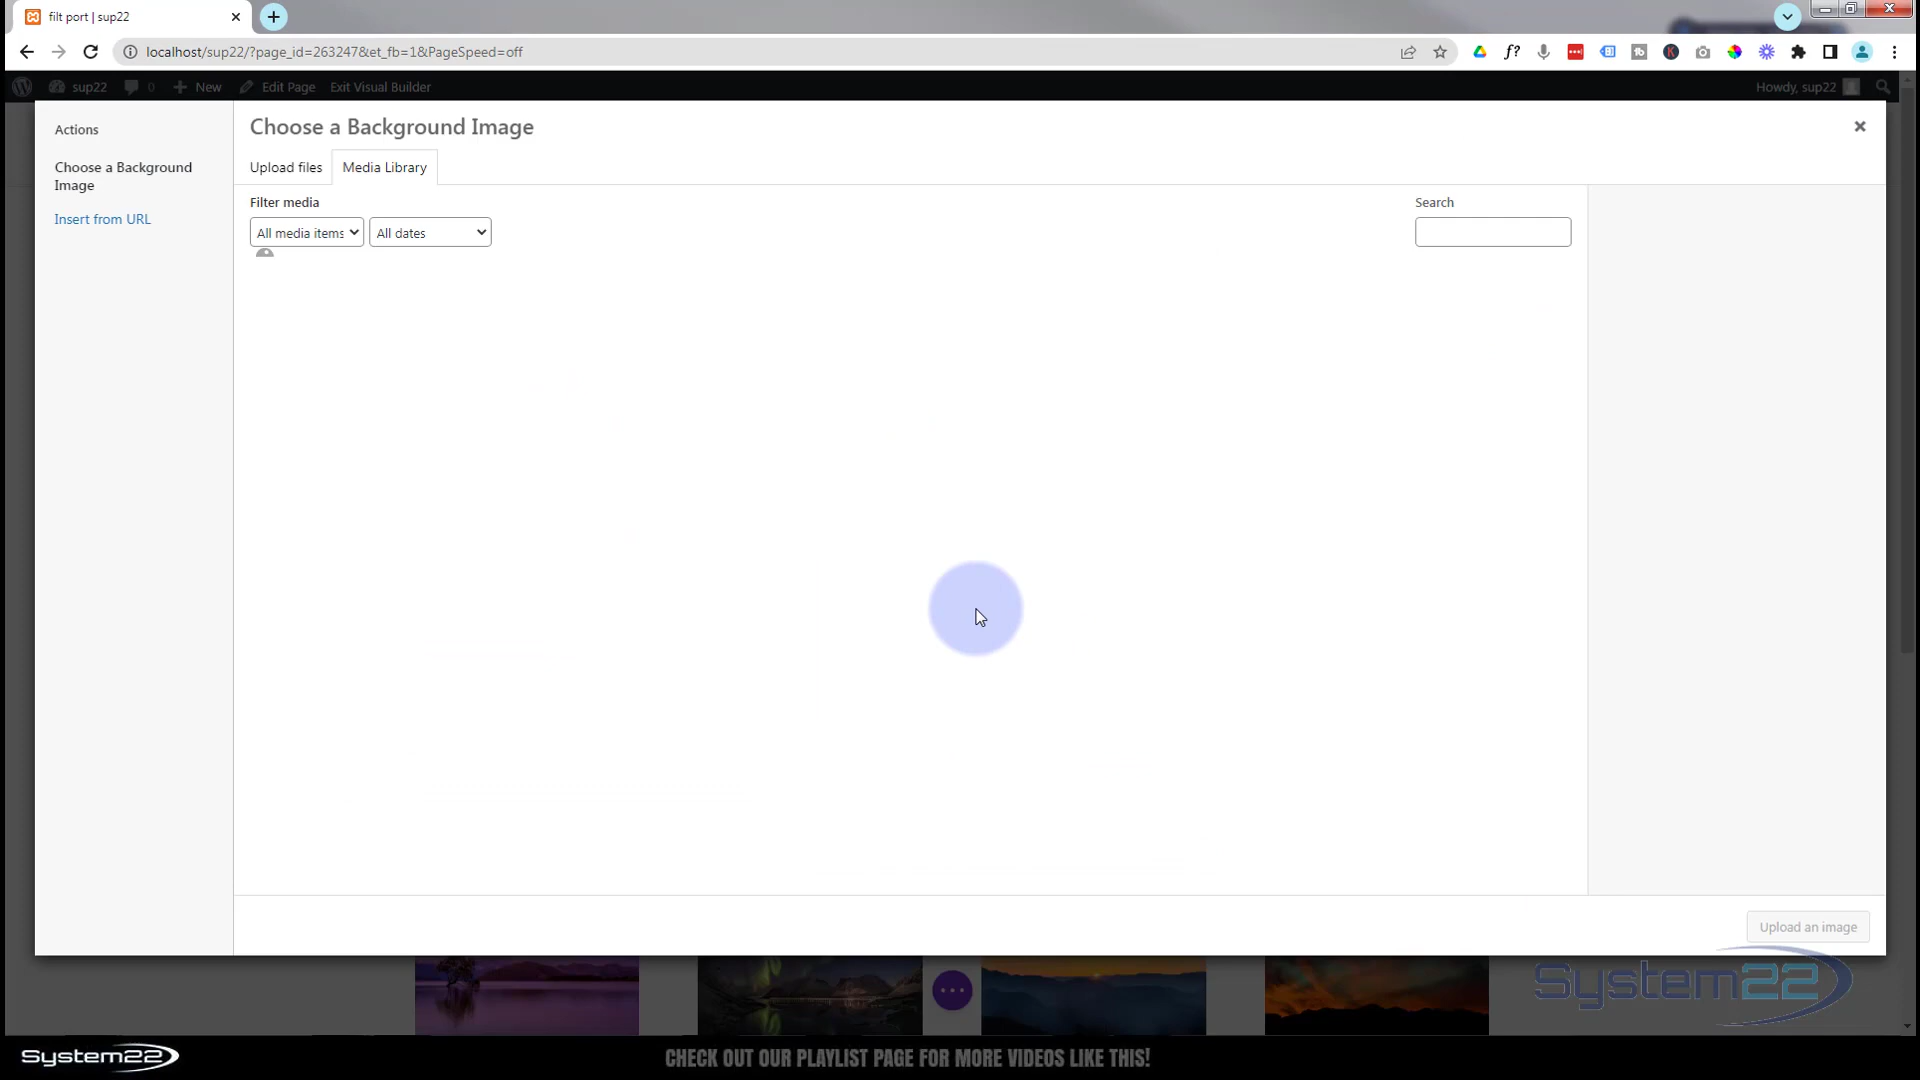 filt port | sup22
localhost/sup22/?page_id=263247&et_fb=1&PageSpeed=off
sup22 0 New Edit Page Exit Visual Builder Howdy, sup22
Actions
Choose a Background Image
Insert from URL
Choose a Background Image
Upload files Media Library
Filter media Search
All media items All dates
Upload an image
System22
System22 CHECK OUT OUR PLAYLIST PAGE FOR MORE VIDEOS LIKE THIS!